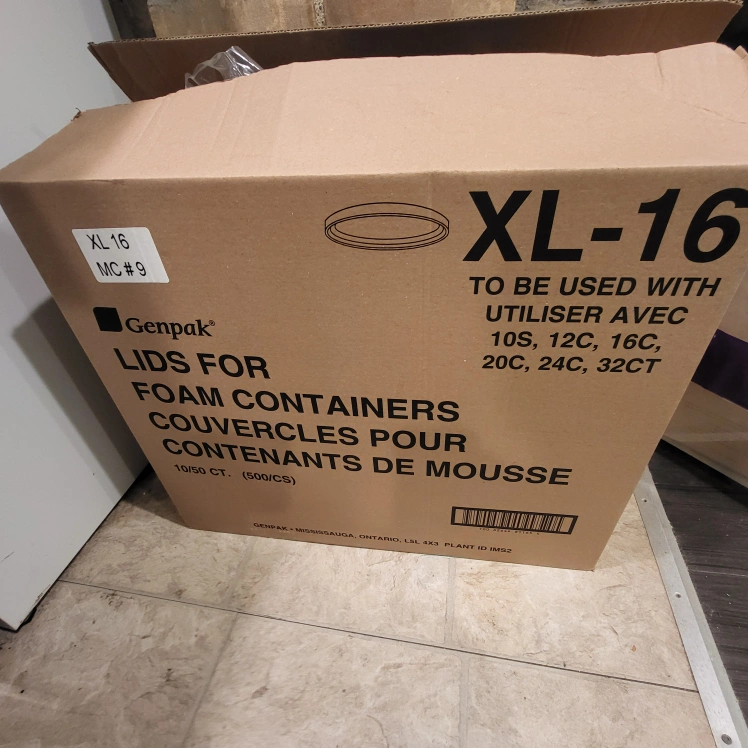 XL 16
MC # 9
XL-16
TO BE USED WITH
UTILISER AVEC
10S, 12C, 16C,
20C, 24C, 32CT
Genpak®
LIDS FOR
FOAM CONTAINERS
COUVERCLES POUR
CONTENANTS DE MOUSSE
10/50 CT. (500/CS)
GENPAK • MISSISSAUGA, ONTARIO, L5L 4X3 PLANT ID IMS2